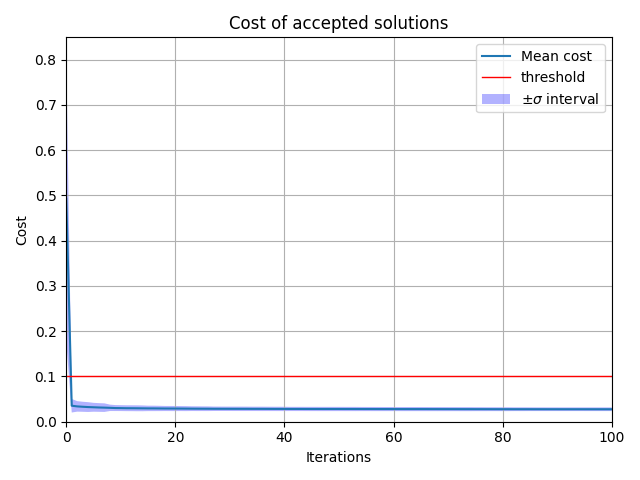 Cost of accepted solutions
Mean cost
threshold
±σ interval
Cost
0.8
0.7
0.6
0.5
0.4
0.3
0.2
0.1
0.0
0 20 40 60 80 100
Iterations